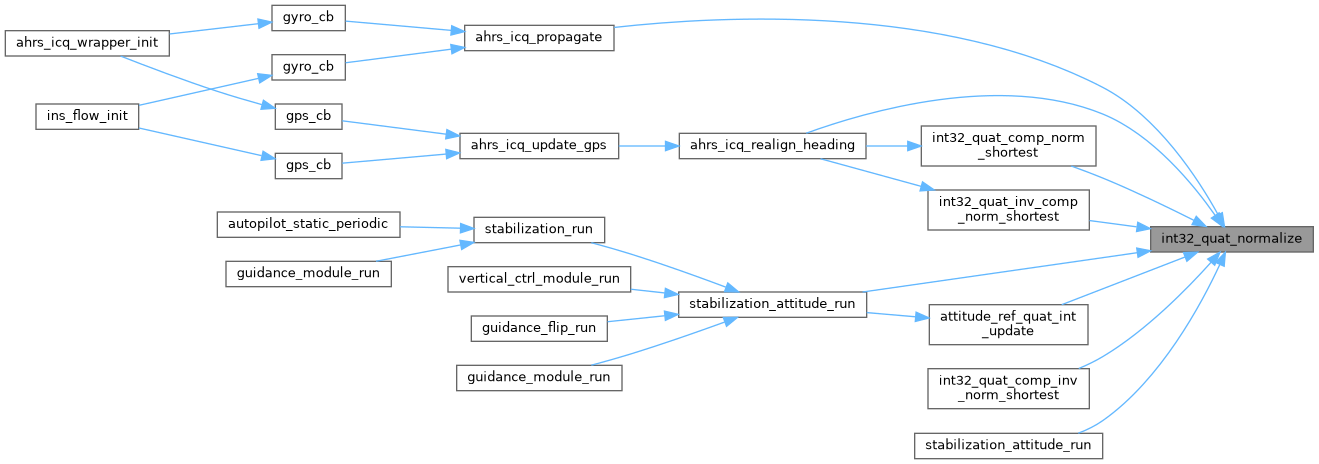 gyro_cb
ahrs_icq_wrapper_init
ahrs_icq_propagate
gyro_cb
ins_flow_init
gps_cb
ahrs_icq_update_gps
ahrs_icq_realign_heading
int32_quat_comp_norm
_shortest
gps_cb
int32_quat_inv_comp
_norm_shortest
autopilot_static_periodic
stabilization_run
int32_quat_normalize
guidance_module_run
vertical_ctrl_module_run
stabilization_attitude_run
attitude_ref_quat_int
_update
guidance_flip_run
guidance_module_run
int32_quat_comp_inv
_norm_shortest
stabilization_attitude_run